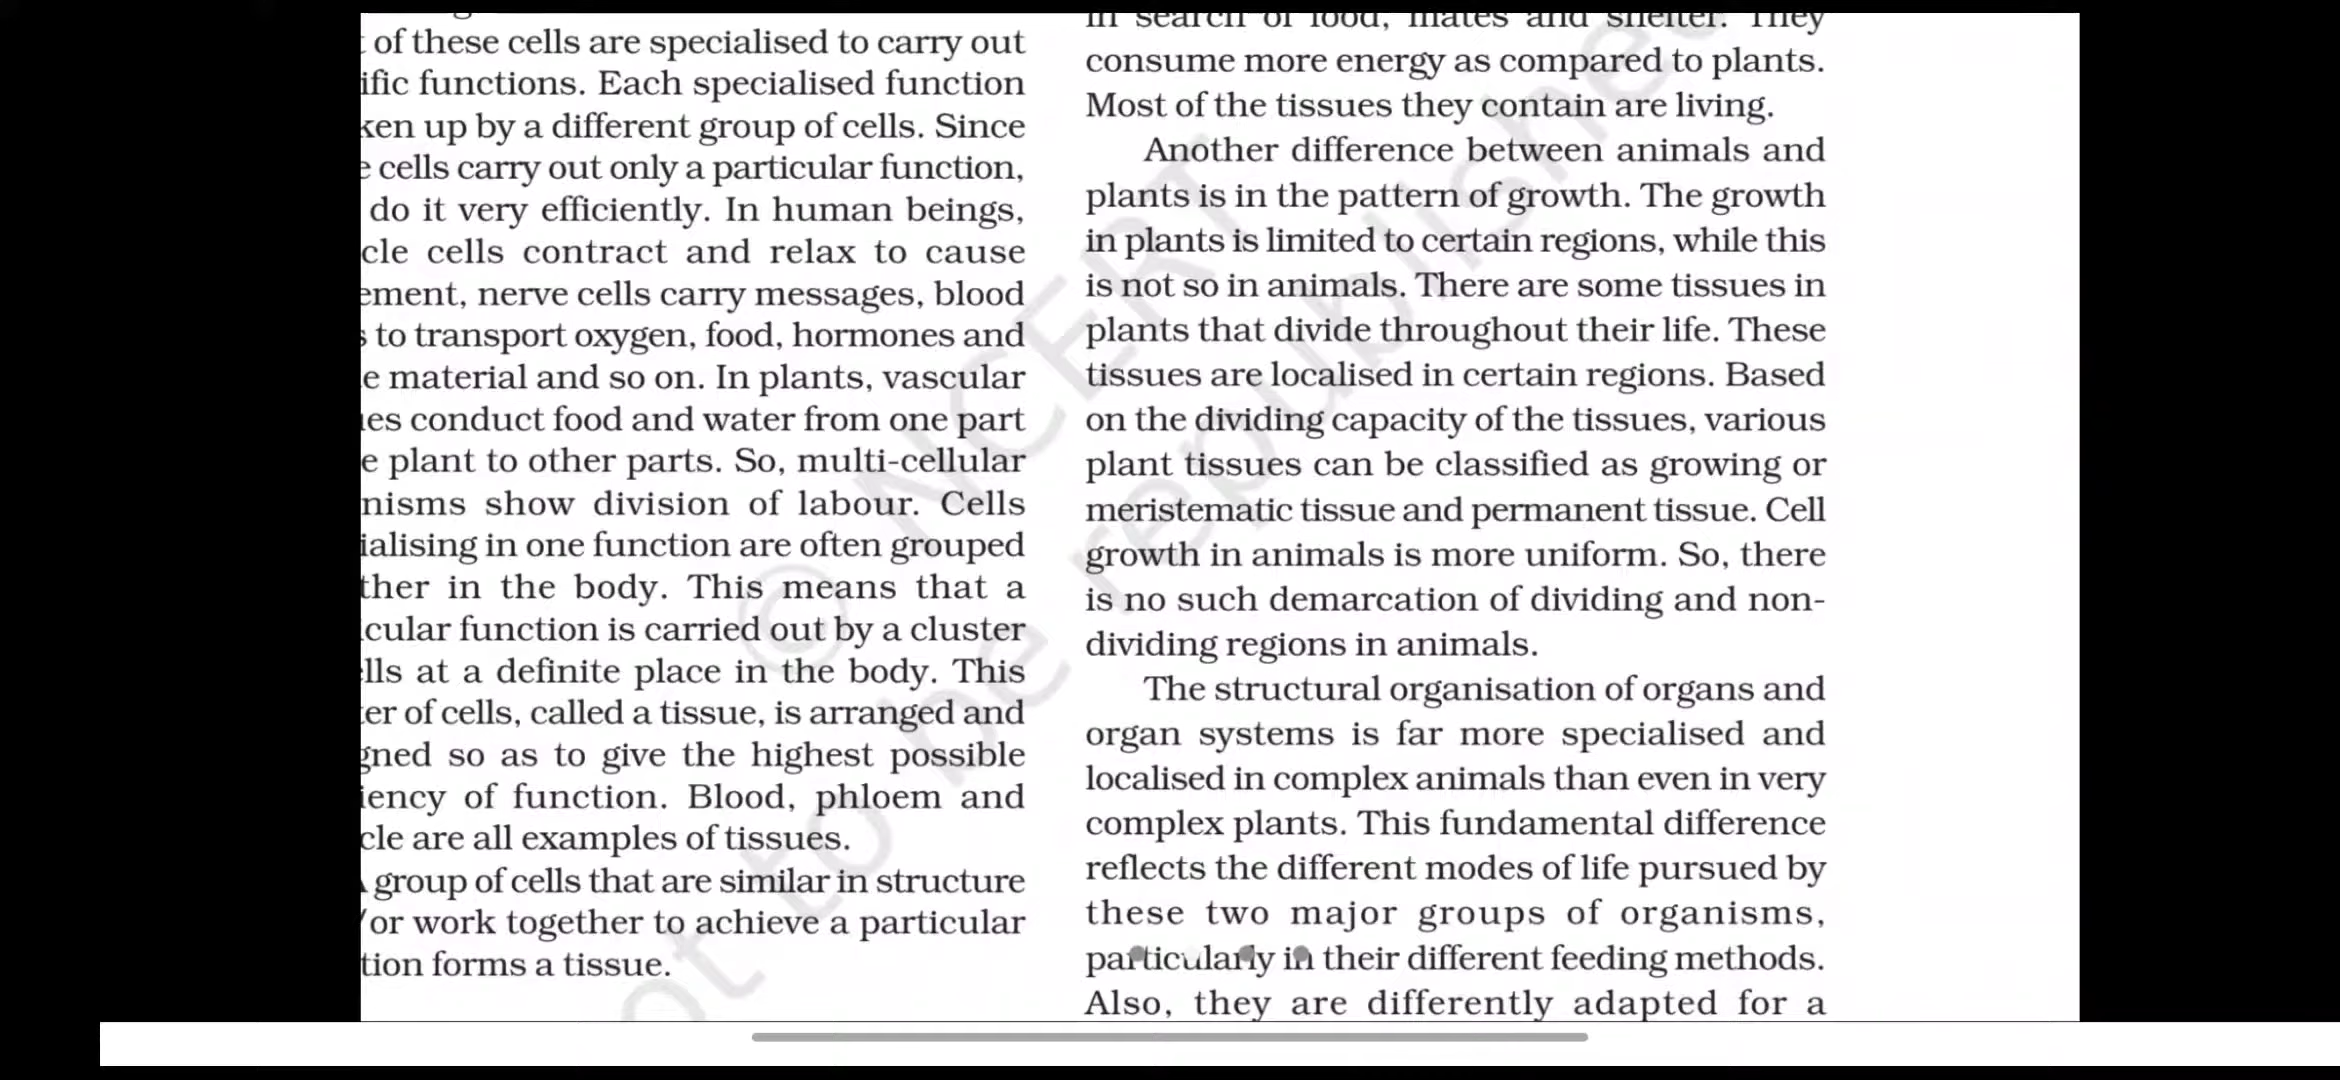 of these cells are specialised to carry out
ific functions. Each specialised function
ken up by a different group of cells. Since
e cells carry out only a particular function,
do it very efficiently. In human beings,
cle cells contract and relax to cause
ement, nerve cells carry messages, blood
s to transport oxygen, food, hormones and
e material and so on. In plants, vascular
ues conduct food and water from one part
e plant to other parts. So, multi-cellular
nisms show division of labour. Cells
ialising in one function are often grouped
ther in the body. This means that a
icular function is carried out by a cluster
lls at a definite place in the body. This
ter of cells, called a tissue, is arranged and
gned so as to give the highest possible
iency of function. Blood, phloem and
cle are all examples of tissues.
A group of cells that are similar in structure
/or work together to achieve a particular
tion forms a tissue.
in search of food, mates and shelter. They
consume more energy as compared to plants.
Most of the tissues they contain are living.
Another difference between animals and
plants is in the pattern of growth. The growth
in plants is limited to certain regions, while this
is not so in animals. There are some tissues in
plants that divide throughout their life. These
tissues are localised in certain regions. Based
on the dividing capacity of the tissues, various
plant tissues can be classified as growing or
meristematic tissue and permanent tissue. Cell
growth in animals is more uniform. So, there
is no such demarcation of dividing and non-
dividing regions in animals.
The structural organisation of organs and
organ systems is far more specialised and
localised in complex animals than even in very
complex plants. This fundamental difference
reflects the different modes of life pursued by
these two major groups of organisms,
particularly in their different feeding methods.
Also, they are differently adapted for a
© NCERT
not to be republished